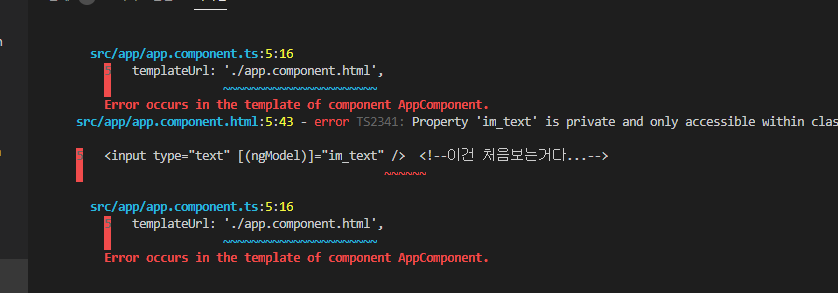 src/app/app.component.ts:5:16
5 templateUrl: './app.component.html',
~~~~~~~~~~~~~~~~~~~~~~
Error occurs in the template of component AppComponent.
src/app/app.component.html:5:43 - error TS2341: Property 'im_text' is private and only accessible within clas
5 <input type="text" [(ngModel)]="im_text" /> <!--이건 처음보는거다...-->
~~~~~~
src/app/app.component.ts:5:16
5 templateUrl: './app.component.html',
~~~~~~~~~~~~~~~~~~~~~~
Error occurs in the template of component AppComponent.